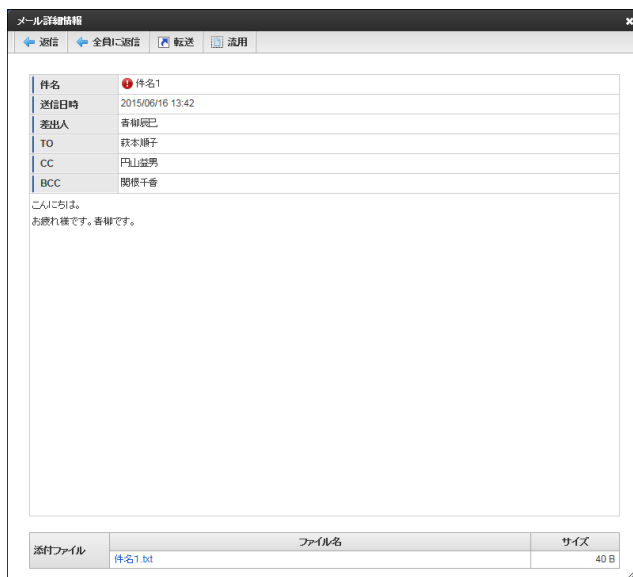 メール詳細情報
返信 全員に返信 転送 流用
件名 件名1
送信日時 2015/06/16 13:42
差出人 青柳辰巳
TO 萩本順子
CC 円山益男
BCC 関根千香
こんにちは。
お疲れ様です。青柳です。
添付ファイル ファイル名 サイズ
件名1.txt 40 B